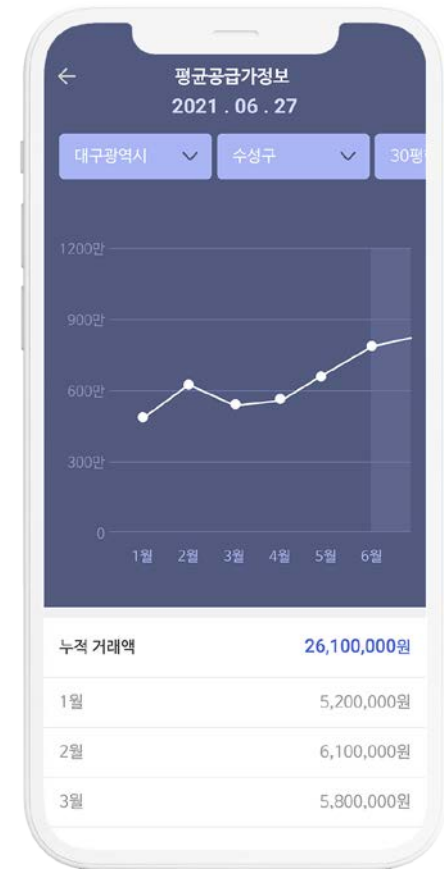 평균공급가정보
2021 . 06 . 27
대구광역시
수성구
30평
1200만
900만
600만
300만
0
1월 2월 3월 4월 5월 6월
누적 거래액 26,100,000원
1월 5,200,000원
2월 6,100,000원
3월 5,800,000원